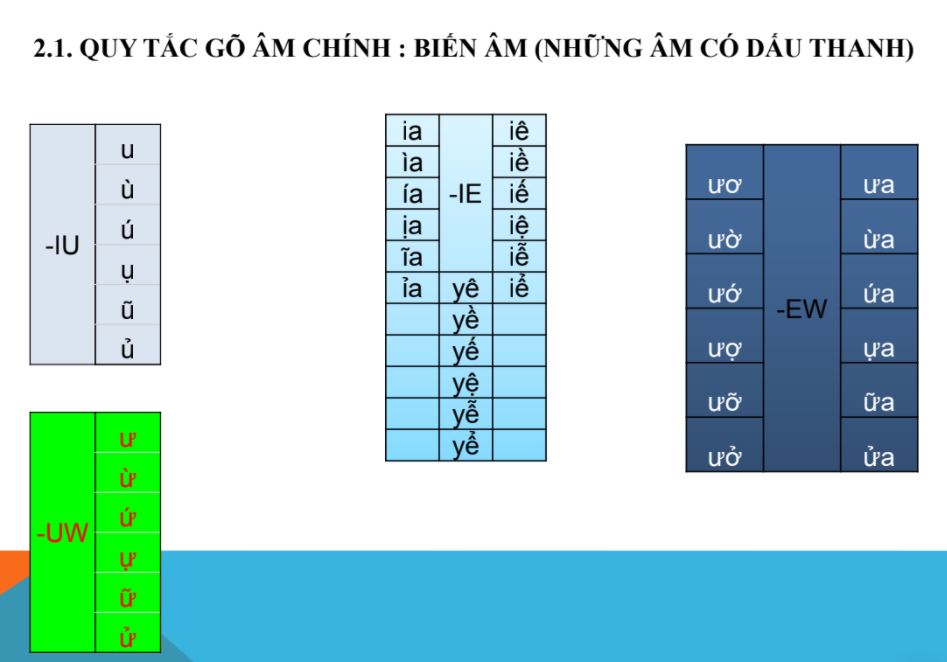 2.1. QUY TẮC GÕ ÂM CHÍNH : BIẾN ÂM (NHỮNG ÂM CÓ DẤU THANH)
-IU
u
ù
ú
ụ
ũ
ủ
-UW
ư
ừ
ứ
ự
ữ
ử
ia -IE iê
ìa iề
ía iế
ịa iệ
ĩa iễ
ỉa yê iể
yề
yế
yệ
yễ
yể
-EW
ươ ưa
ườ ừa
ướ ứa
ượ ựa
ưỡ ữa
ưở ửa